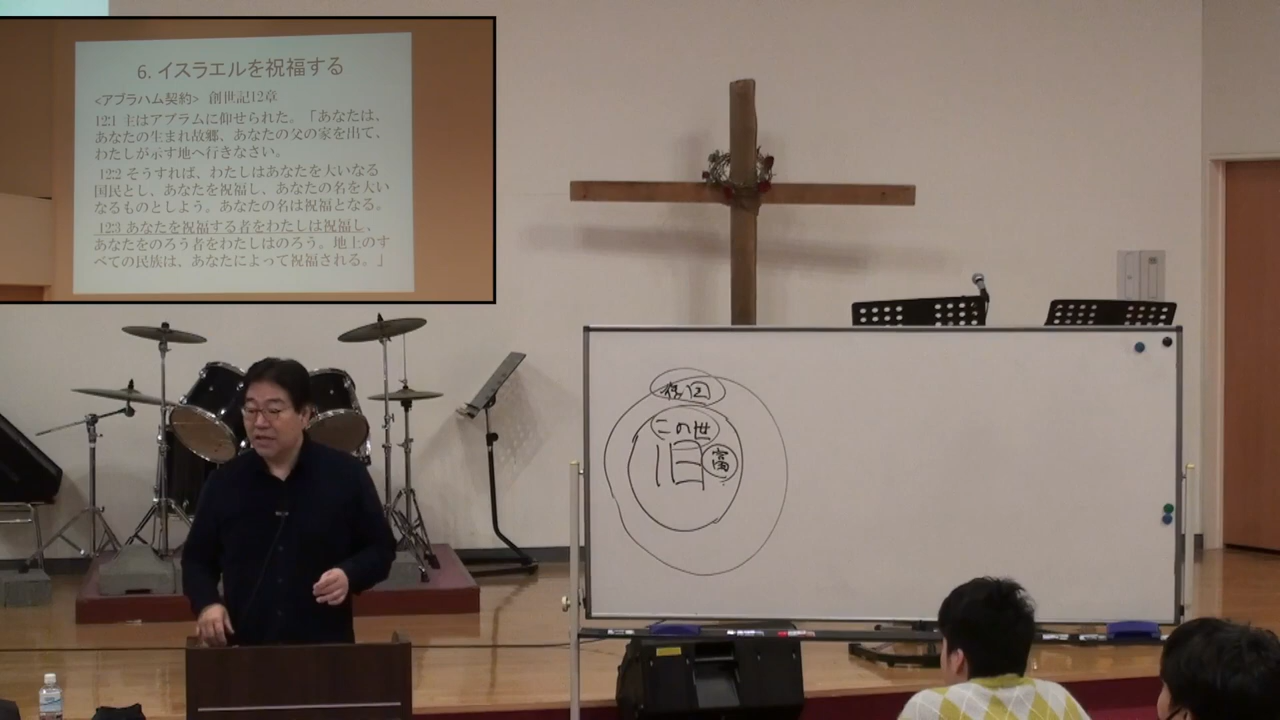 6. イスラエルを祝福する
<アブラハム契約> 創世記12章
12:1 主はアブラムに仰せられた。「あなたは、
あなたの生まれ故郷、あなたの父の家を出て、
わたしが示す地へ行きなさい。
12:2 そうすれば、わたしはあなたを大いなる
国民とし、あなたを祝福し、あなたの名を大い
なるものとしよう。あなたの名は祝福となる。
12:3 あなたを祝福する者をわたしは祝福し、
あなたをのろう者をわたしはのろう。地上のす
べての民族は、あなたによって祝福される。」
この世
旧
富